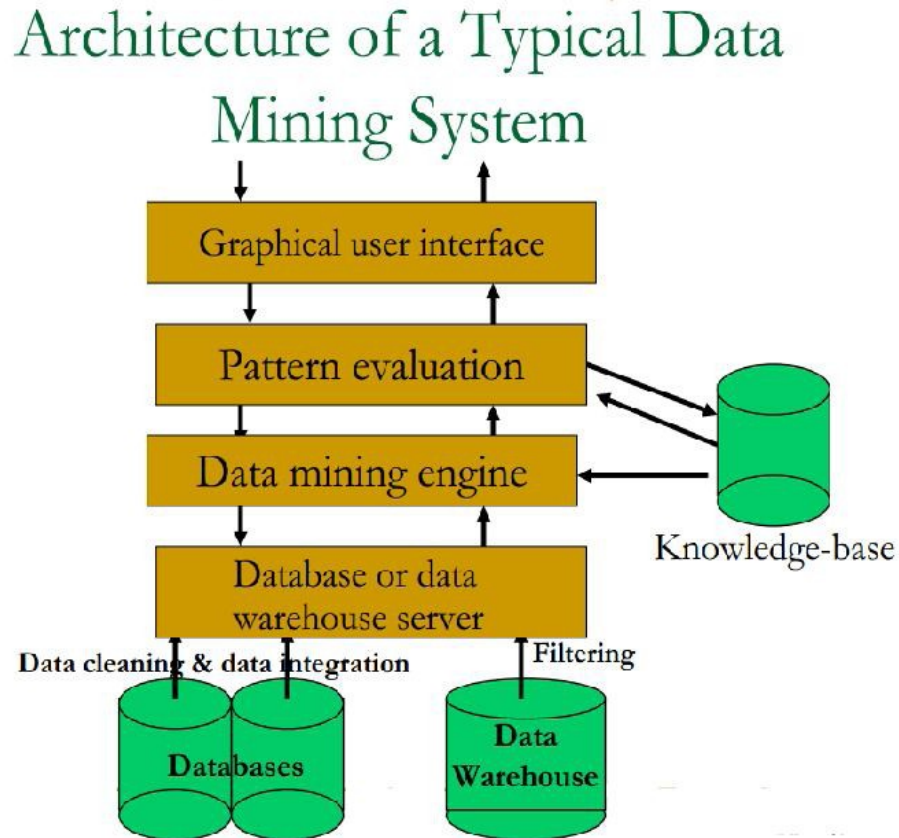 Architecture of a Typical Data
Mining System
Graphical user interface
Pattern evaluation
Data mining engine
Knowledge-base
Database or data
warehouse server
Data cleaning & data integration
Filtering
Databases
Data
Warehouse